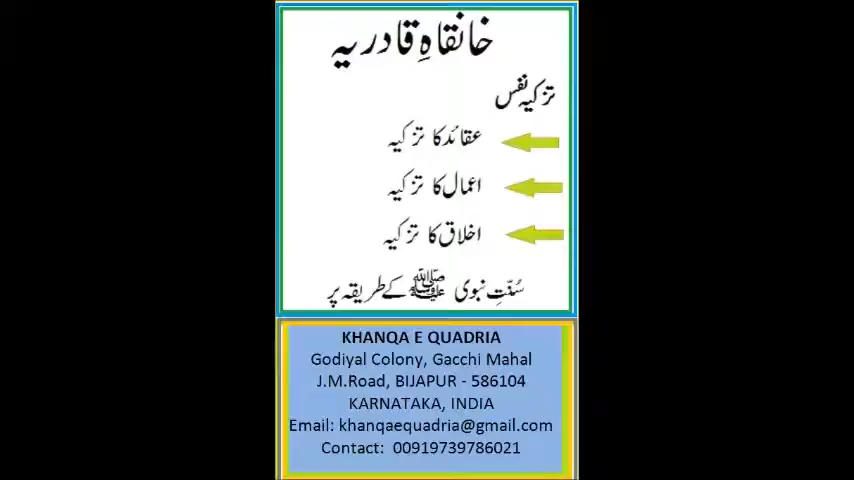 خانقاہِ قادریہ
تزکیہ نفس
عقائد کا تزکیہ
اعمال کا تزکیہ
اخلاق کا تزکیہ
سُنّتِ نبوی ﷺ کے طریقہ پر
KHANQA E QUADRIA
Godiyal Colony, Gacchi Mahal
J.M.Road, BIJAPUR - 586104
KARNATAKA, INDIA
Email: khanqaequadria@gmail.com
Contact:  00919739786021